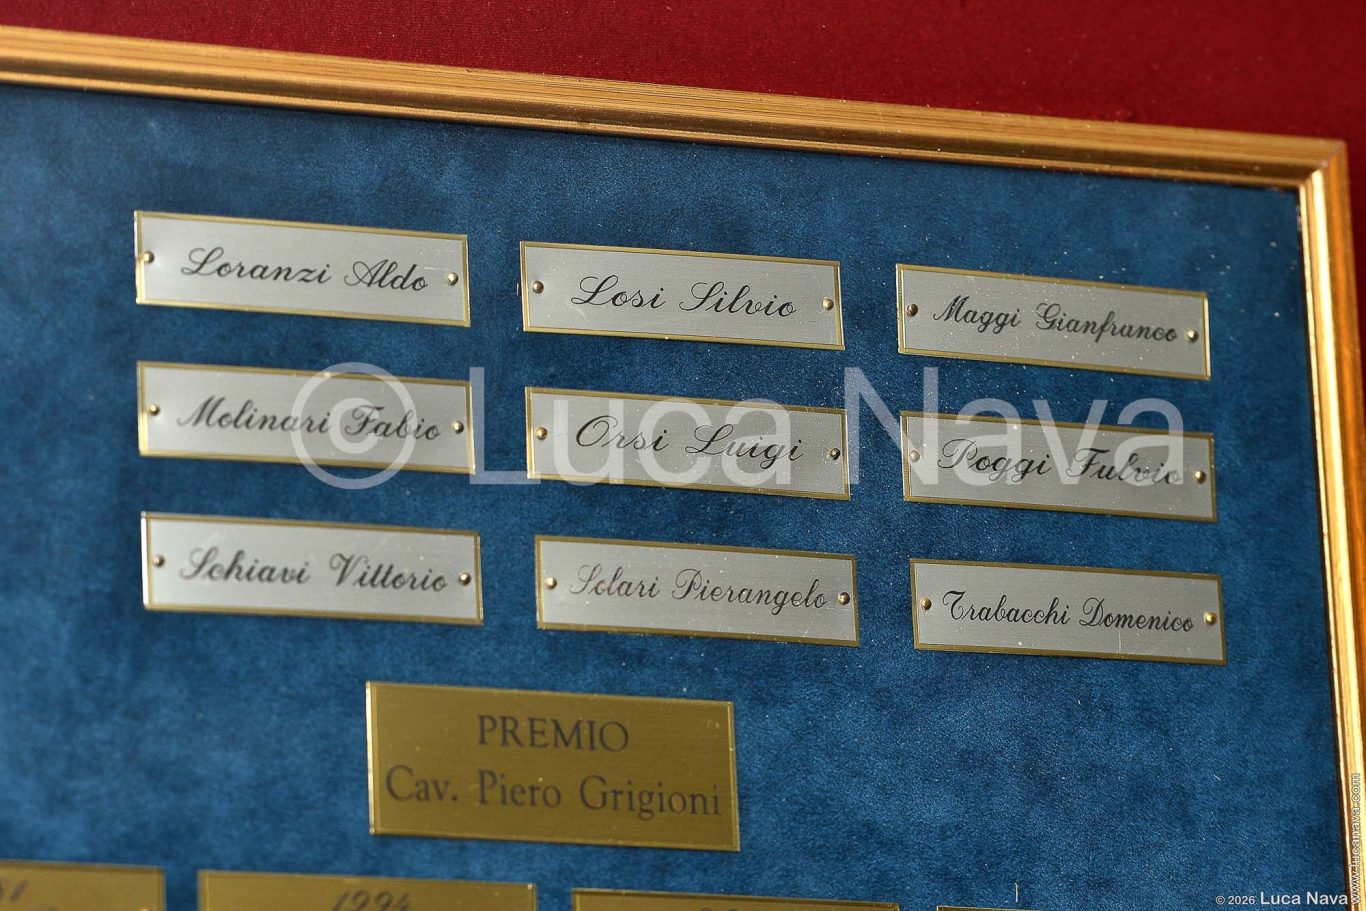 Loranzi Aldo
Losi Silvio
Maggi Gianfranco
Molinari Fabio
Orsi Luigi
Poggi Fulvio
Schiavi Vittorio
Solari Pierangelo
Trabacchi Domenico
PREMIO
Cav. Piero Grigioni
1994
© Luca Nava
© 2026 Luca Nava
www.lucanava.com